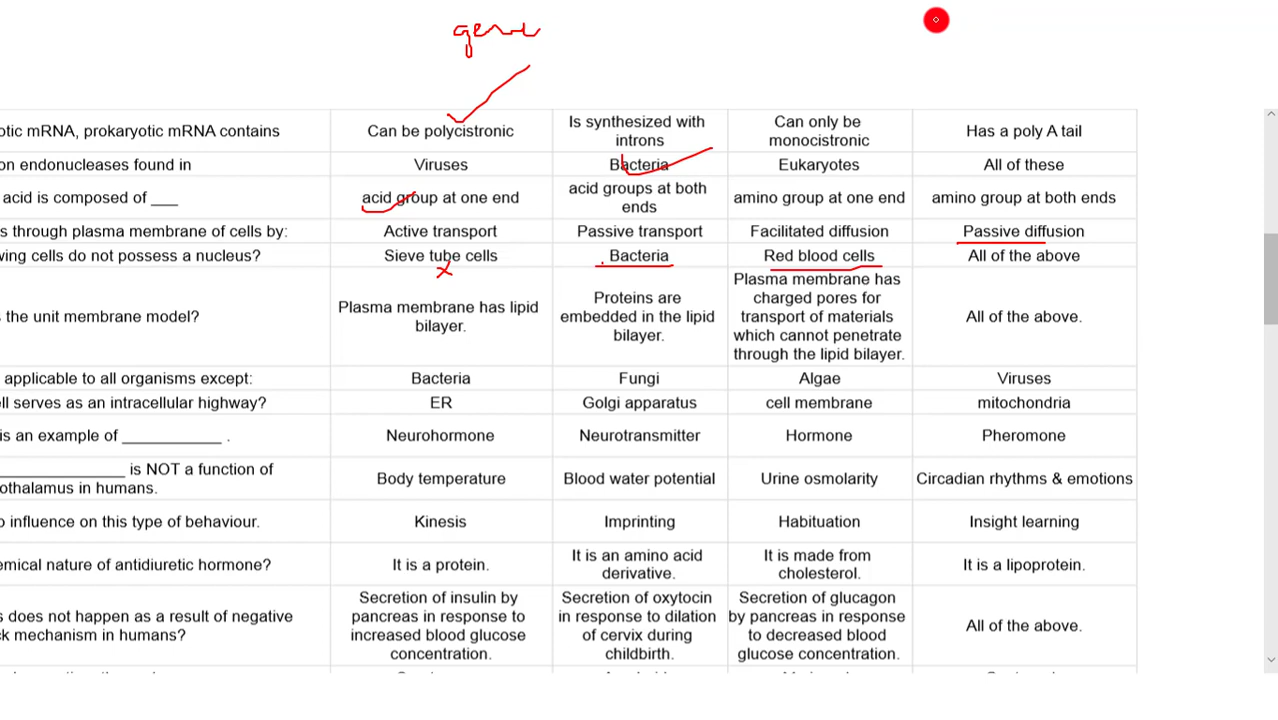 gene
otic mRNA, prokaryotic mRNA contains
Can be polycistronic
Is synthesized with
introns
Can only be
monocistronic
Has a poly A tail
on endonucleases found in
Viruses
Bacteria
Eukaryotes
All of these
acid is composed of ___
acid group at one end
acid groups at both
ends
amino group at one end
amino group at both ends
s through plasma membrane of cells by:
Active transport
Passive transport
Facilitated diffusion
Passive diffusion
wing cells do not possess a nucleus?
Sieve tube cells
Bacteria
Red blood cells
All of the above
the unit membrane model?
Plasma membrane has lipid
bilayer.
Proteins are
embedded in the lipid
bilayer.
Plasma membrane has
charged pores for
transport of materials
which cannot penetrate
through the lipid bilayer.
All of the above.
applicable to all organisms except:
Bacteria
Fungi
Algae
Viruses
ell serves as an intracellular highway?
ER
Golgi apparatus
cell membrane
mitochondria
is an example of ___________ .
Neurohormone
Neurotransmitter
Hormone
Pheromone
______________ is NOT a function of
othalamus in humans.
Body temperature
Blood water potential
Urine osmolarity
Circadian rhythms & emotions
o influence on this type of behaviour.
Kinesis
Imprinting
Habituation
Insight learning
emical nature of antidiuretic hormone?
It is a protein.
It is an amino acid
derivative.
It is made from
cholesterol.
It is a lipoprotein.
s does not happen as a result of negative
ck mechanism in humans?
Secretion of insulin by
pancreas in response to
increased blood glucose
concentration.
Secretion of oxytocin
in response to dilation
of cervix during
childbirth.
Secretion of glucagon
by pancreas in response
to decreased blood
glucose concentration.
All of the above.